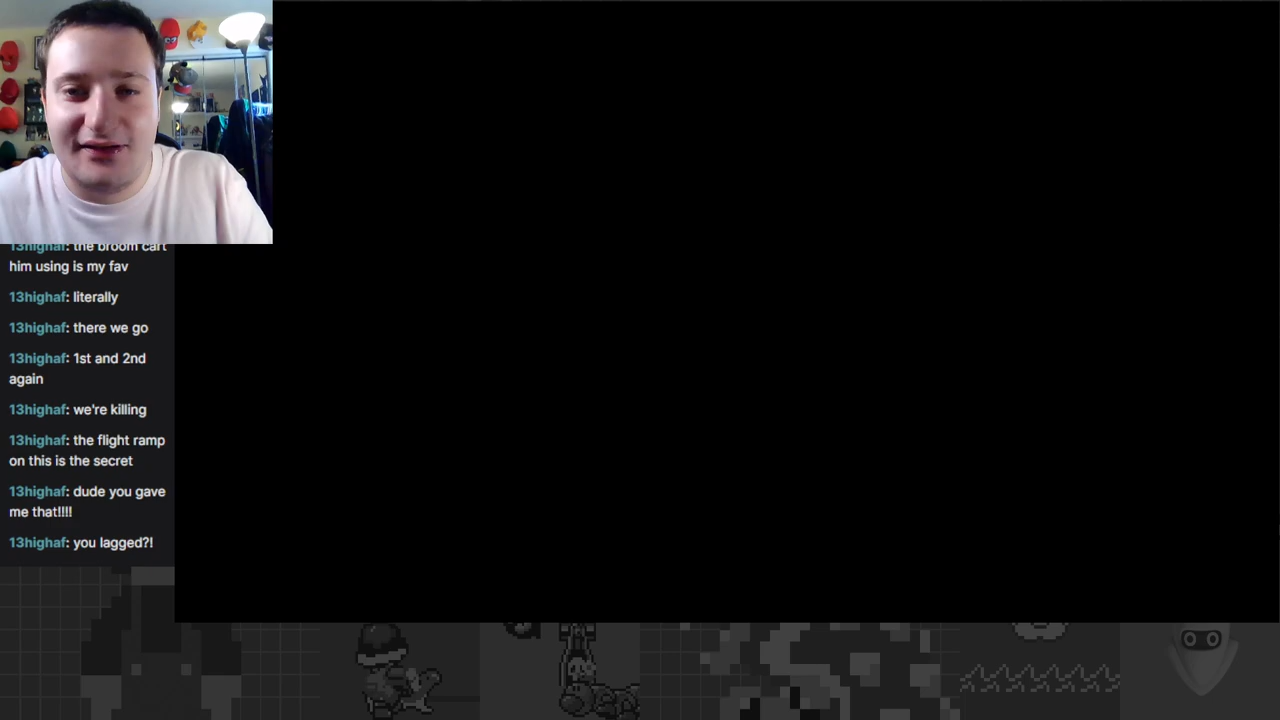 13highaf: the broom cart
him using is my fav
13highaf: literally
13highaf: there we go
13highaf: 1st and 2nd
again
13highaf: we're killing
13highaf: the flight ramp
on this is the secret
13highaf: dude you gave
me that!!!!
13highaf: you lagged?!